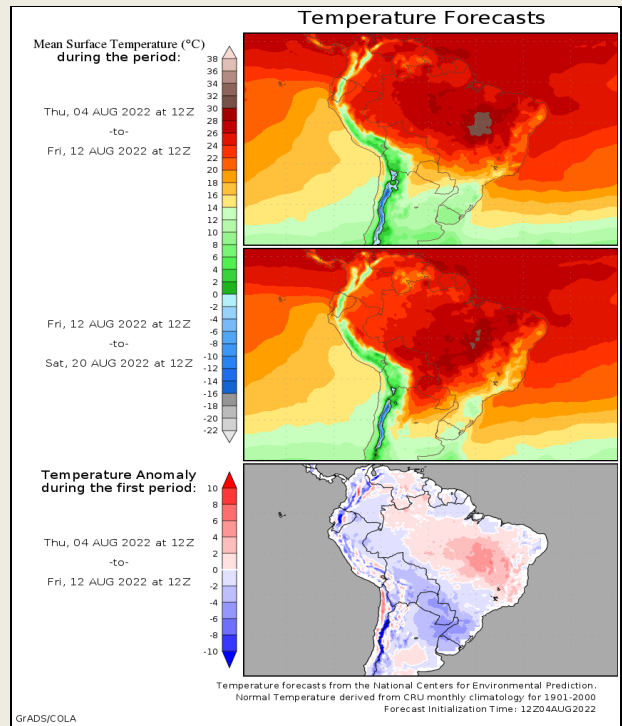 Temperature Forecasts
Mean Surface Temperature (°C)
during the period:
Thu, 04 AUG 2022 at 12Z
-to-
Fri, 12 AUG 2022 at 12Z
38
36
34
32
30
28
26
24
22
20
18
16
14
12
10
8
6
4
2
0
-2
-4
-6
-8
-10
-12
-14
-16
-18
-20
-22
Fri, 12 AUG 2022 at 12Z
-to-
Sat, 20 AUG 2022 at 12Z
Temperature Anomaly
during the first period:
Thu, 04 AUG 2022 at 12Z
-to-
Fri, 12 AUG 2022 at 12Z
10
8
6
4
2
0
-2
-4
-6
-8
-10
Temperature forecasts from the National Centers for Environmental Prediction.
Normal Temperature derived from CRU monthly climatology for 1901-2000
Forecast Initialization Time: 12Z04AUG2022
GrADS/COLA